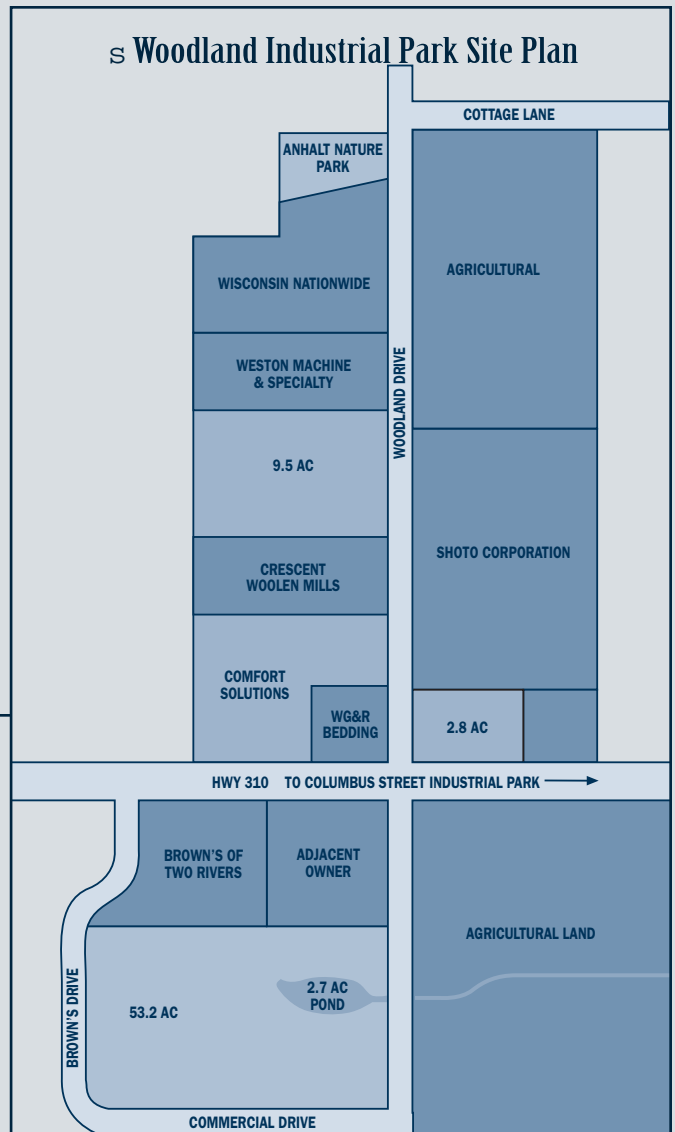 S Woodland Industrial Park Site Plan
COTTAGE LANE
ANHALT NATURE
PARK
AGRICULTURAL
WISCONSIN NATIONWIDE
WESTON MACHINE
& SPECIALTY
WOODLAND DRIVE
9.5 AC
SHOTO CORPORATION
CRESCENT
WOOLEN MILLS
COMFORT
SOLUTIONS
WG&R
BEDDING
2.8 AC
HWY 310 TO COLUMBUS STREET INDUSTRIAL PARK
BROWN'S OF
TWO RIVERS
ADJACENT
OWNER
AGRICULTURAL LAND
2.7 AC
POND
53.2 AC
BROWN'S DRIVE
COMMERCIAL DRIVE